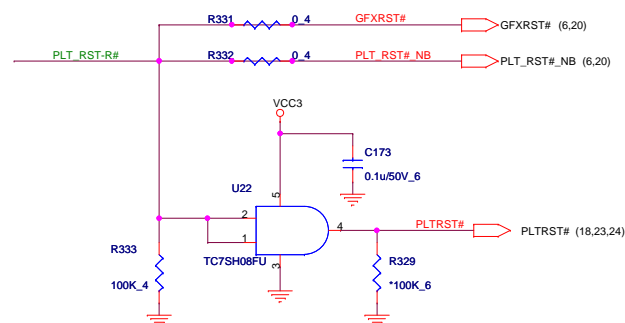 R331 0_4 GFXRST# GFXRST# (6,20)
PLT_RST-R# R332 0_4 PLT_RST#_NB PLT_RST#_NB (6,20)
VCC3
C173
0.1u/50V_6
U22
5
2
4 PLTRST# PLTRST# (18,23,24)
1
R333 TC7SH08FU 3 R329
100K_4 *100K_6